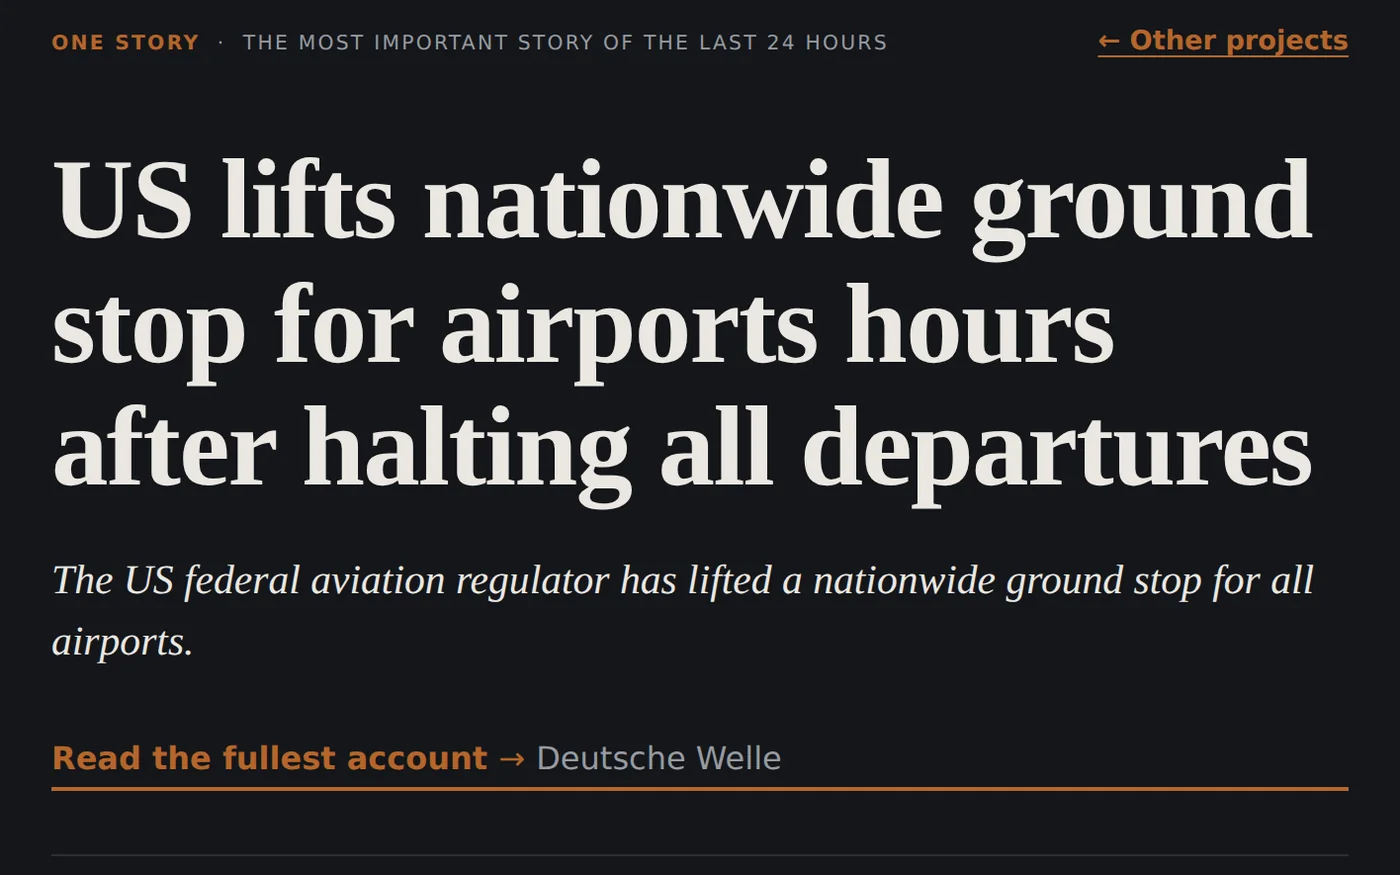 ONE STORY · THE MOST IMPORTANT STORY OF THE LAST 24 HOURS
← Other projects
US lifts nationwide ground
stop for airports hours
after halting all departures
The US federal aviation regulator has lifted a nationwide ground stop for all
airports.
Read the fullest account → Deutsche Welle